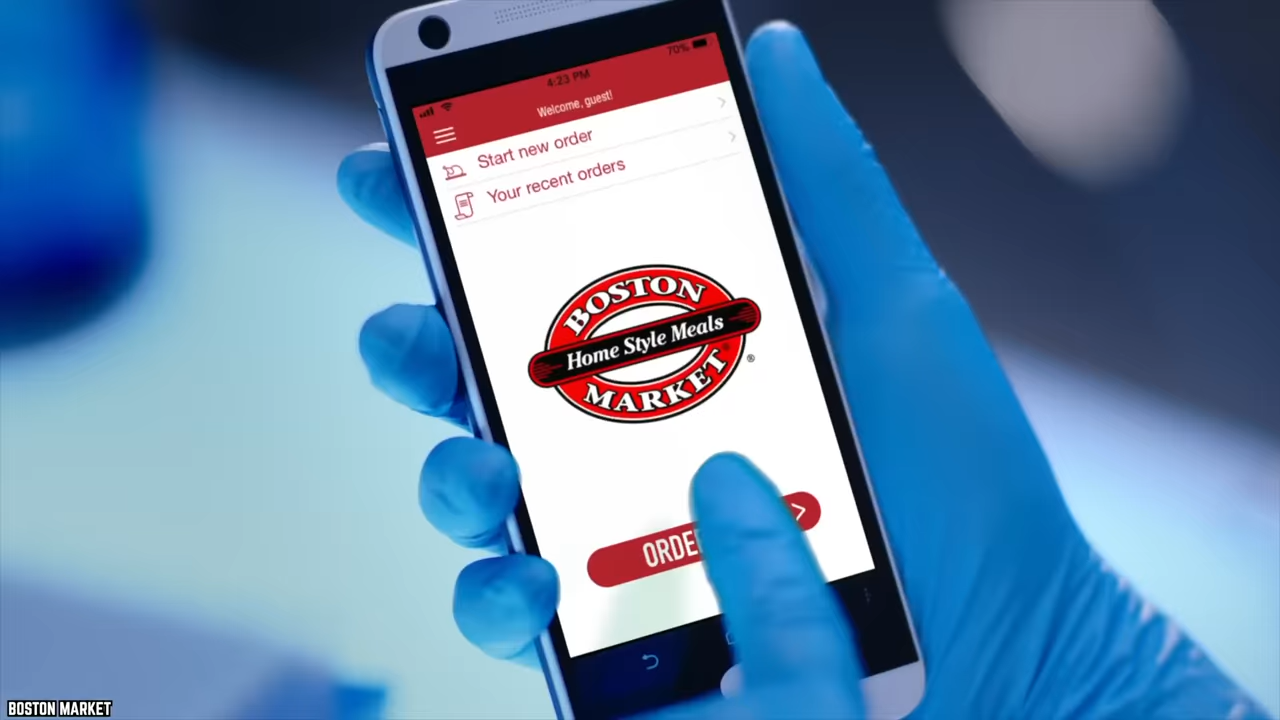 70%
4:23 PM
Welcome, guest!
Start new order
Your recent orders
BOSTON
Home Style Meals
MARKET
®
BOSTON MARKET